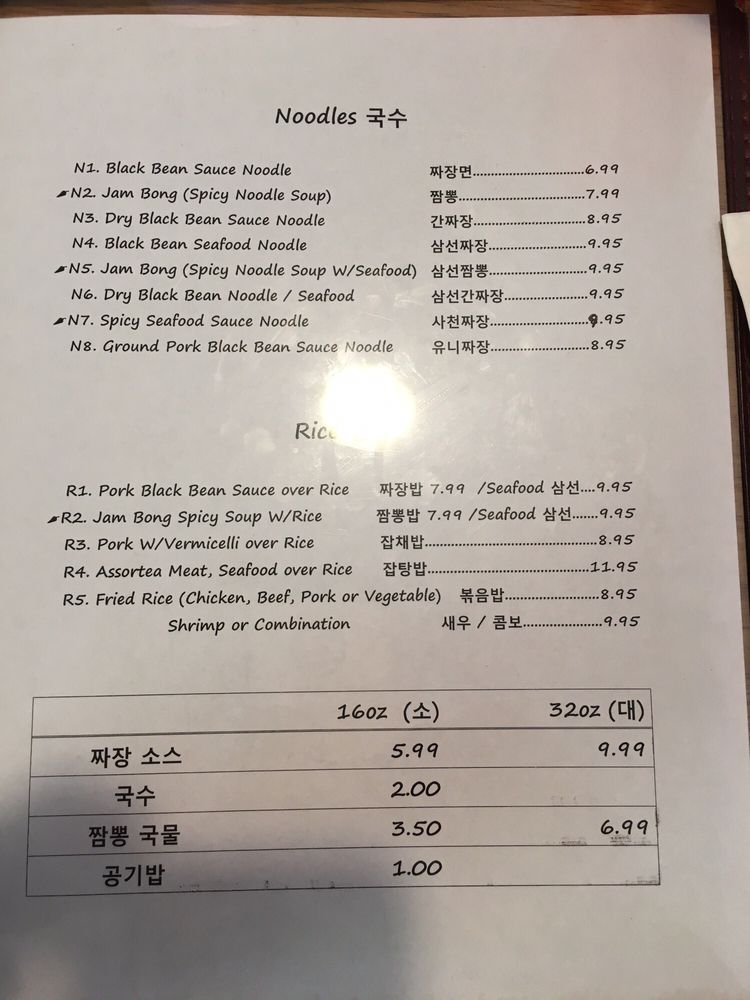 Noodles 국수
N1. Black Bean Sauce Noodle 짜장면..............................6.99
N2. Jam Bong (Spicy Noodle Soup) 짬뽕..................................7.99
N3. Dry Black Bean Sauce Noodle 간짜장..............................8.95
N4. Black Bean Seafood Noodle 삼선짜장..........................9.95
N5. Jam Bong (Spicy Noodle Soup W/Seafood) 삼선짬뽕..........................9.95
N6. Dry Black Bean Noodle / Seafood 삼선간짜장......................9.95
N7. Spicy Seafood Sauce Noodle 사천짜장..........................9.95
N8. Ground Pork Black Bean Sauce Noodle 유니짜장..........................8.95
R1. Pork Black Bean Sauce over Rice 짜장밥 7.99 /Seafood 삼선....9.95
R2. Jam Bong Spicy Soup W/Rice 짬뽕밥 7.99 /Seafood 삼선.......9.95
R3. Pork W/Vermicelli over Rice 잡채밥.............................................8.95
R4. Assortea Meat, Seafood over Rice 잡탕밥..........................................11.95
R5. Fried Rice (Chicken, Beef, Pork or Vegetable) 볶음밥.........................8.95
Shrimp or Combination 새우 / 콤보.....................9.95
16oz (소) 32oz (대)
짜장 소스 5.99 9.99
국수 2.00
짬뽕 국물 3.50 6.99
공기밥 1.00